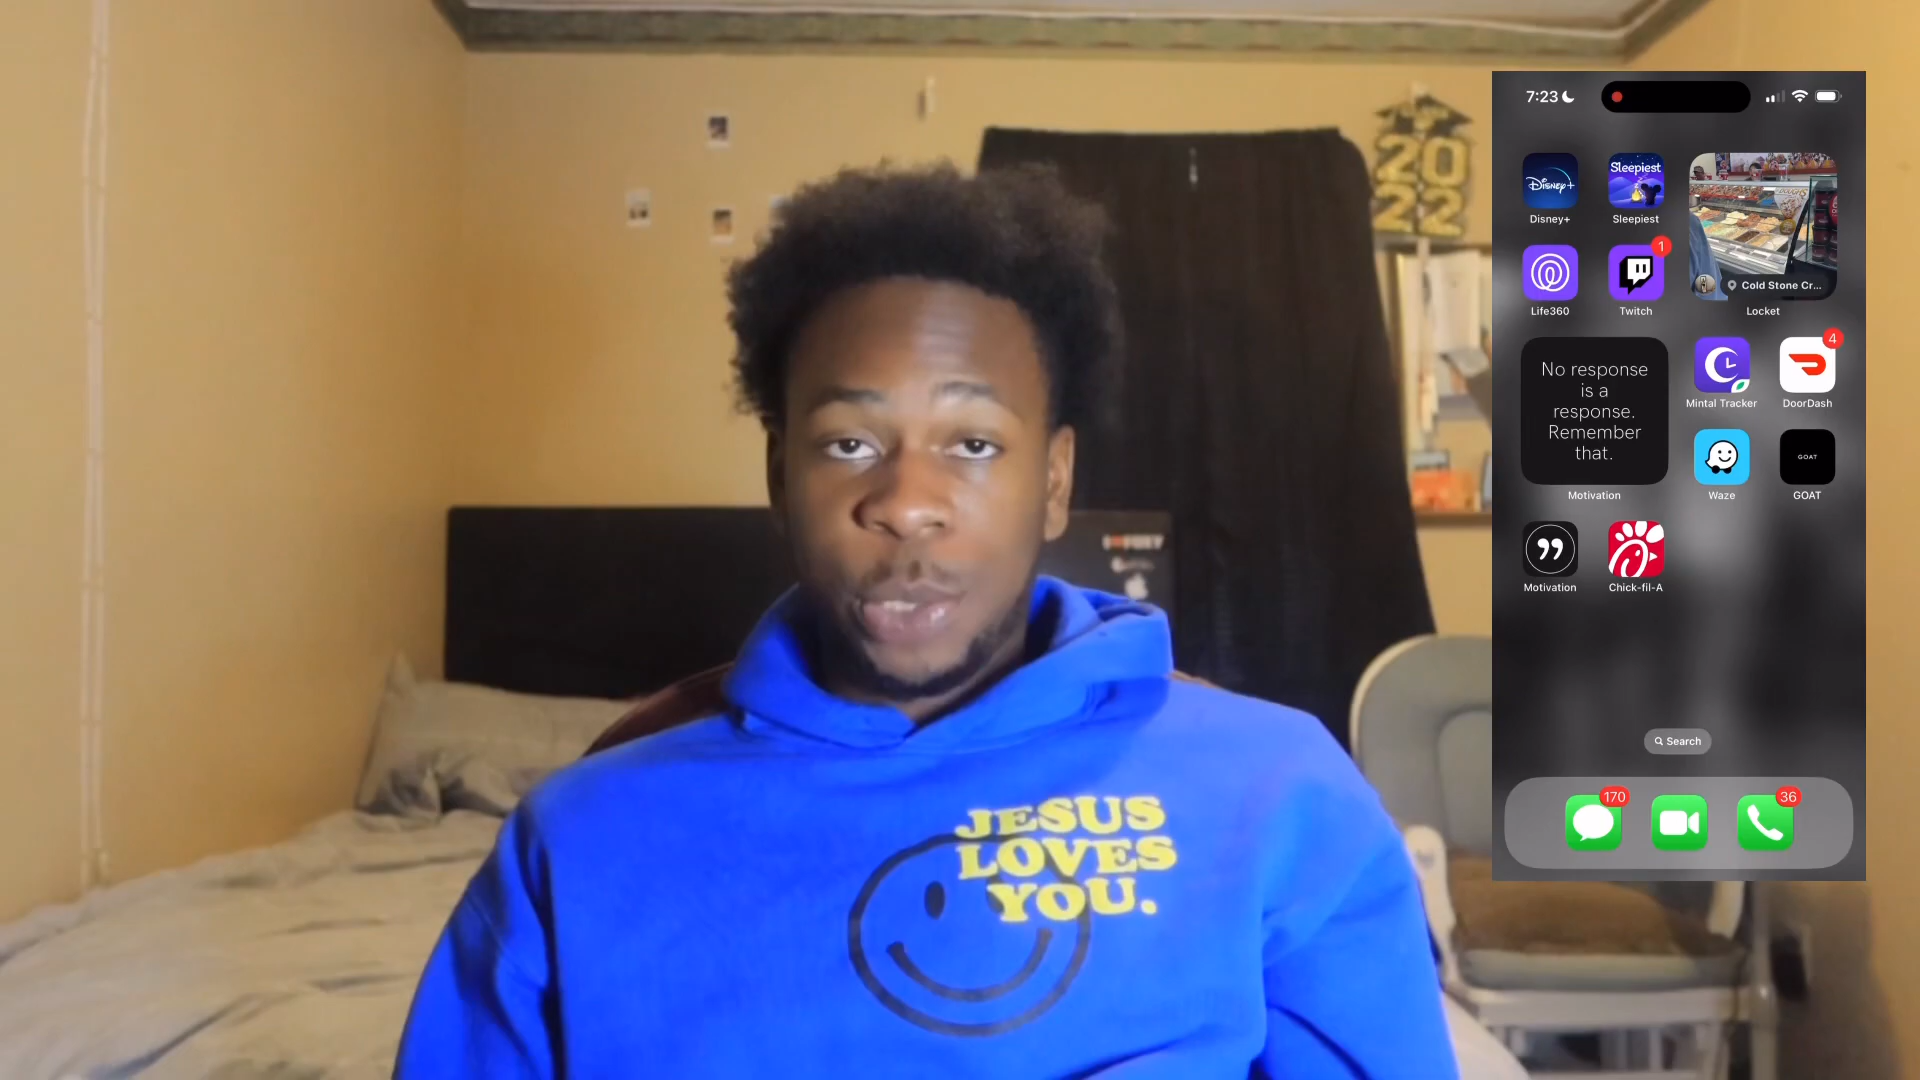 20
22
JESUS
LOVES
YOU.
7:23
Disney+
Sleepiest
Disney+
Sleepiest
1
Cold Stone Cr...
Life360
Twitch
Locket
No response
is a
response.
Remember
that.
4
Mintal Tracker
DoorDash
GOAT
Motivation
Waze
GOAT
Motivation
Chick-fil-A
Search
170
36